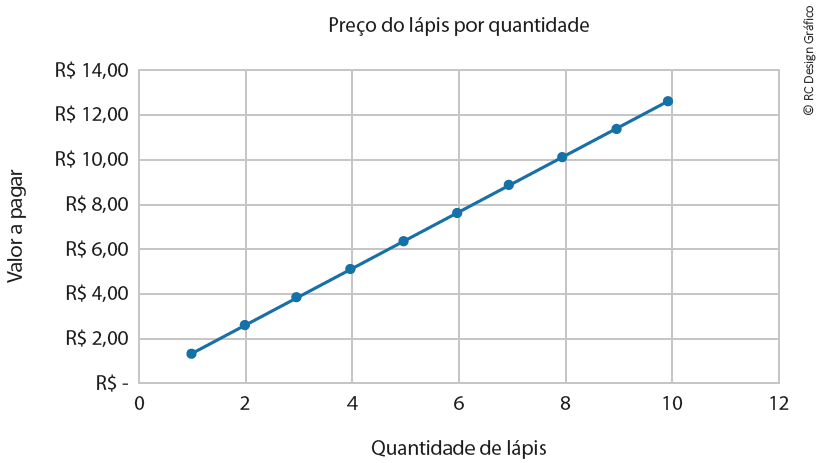 Preço do lápis por quantidade
© RC Design Gráfico
Valor a pagar
R$ 14,00
R$ 12,00
R$ 10,00
R$ 8,00
R$ 6,00
R$ 4,00
R$ 2,00
R$ -
0 2 4 6 8 10 12
Quantidade de lápis